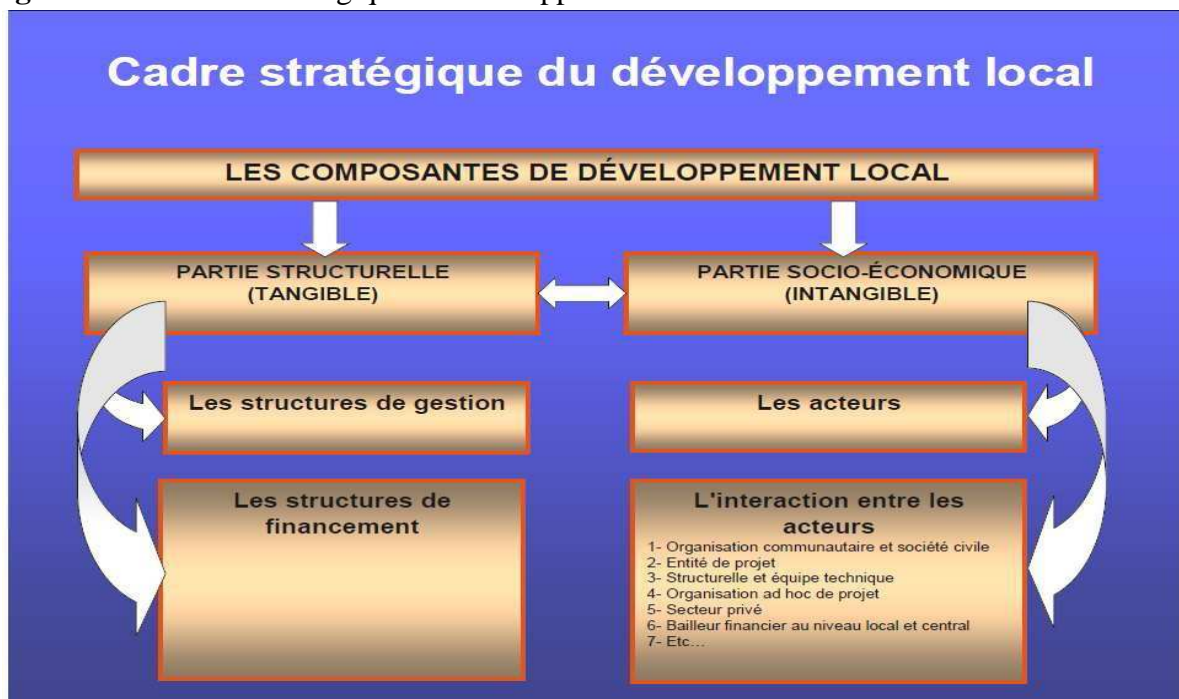 Cadre stratégique du développement local
LES COMPOSANTES DE DÉVELOPPEMENT LOCAL
PARTIE STRUCTURELLE
(TANGIBLE)
PARTIE SOCIO-ÉCONOMIQUE
(INTANGIBLE)
Les structures de gestion
Les acteurs
Les structures de
financement
L'interaction entre les
acteurs
1- Organisation communautaire et société civile
2- Entité de projet
3- Structurelle et équipe technique
4- Organisation ad hoc de projet
5- Secteur privé
6- Bailleur financier au niveau local et central
7- Etc...